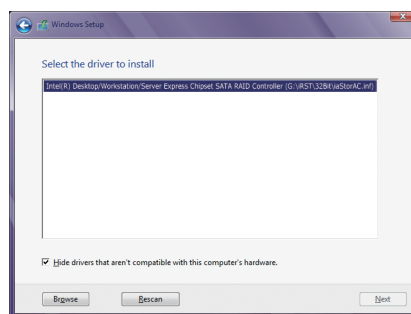 Windows Setup
Select the driver to install
Intel(R) Desktop/Workstation/Server Express Chipset SATA RAID Controller (G:\iRST\32Bit\iaStorAC.inf)
Hide drivers that aren't compatible with this computer's hardware.
Browse
Rescan
Next